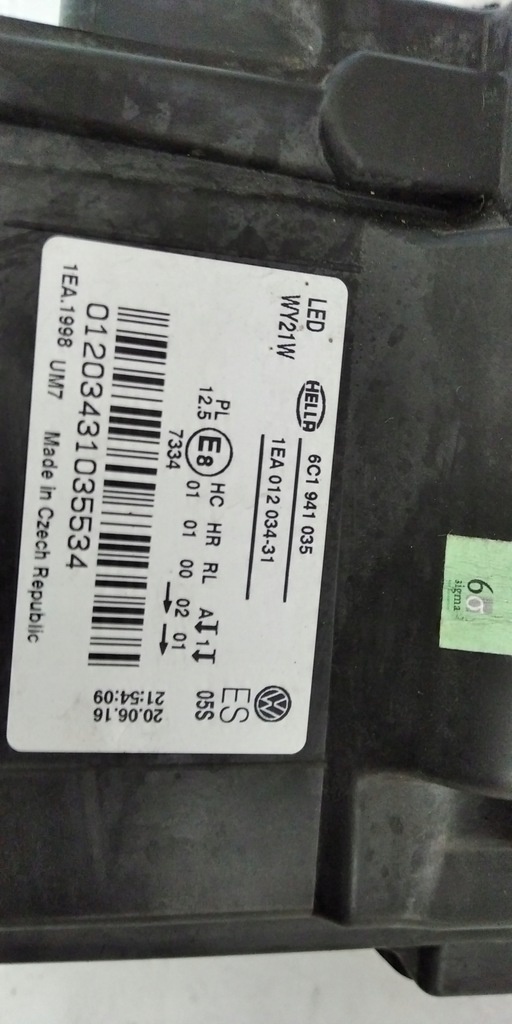 LED
WY21W
HELLA
6C1 941 035
1EA 012 034-31
ES
05S
PL
12.5
E8
HC HR RL A 1
01 01 00 02 01
7334
20.06.16
21:54:09
01203431035534
1EA.1998 UM7 Made in Czech Republic
6σ
sigma